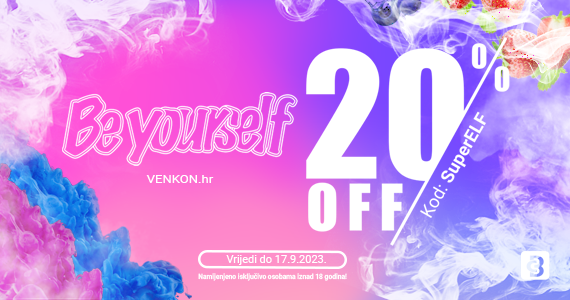 Be yourself
VENKON.hr
20%
OFF
Kod: SuperELF
Vrijedi do 17.9.2023.
Namijenjeno isključivo osobama iznad 18 godina!